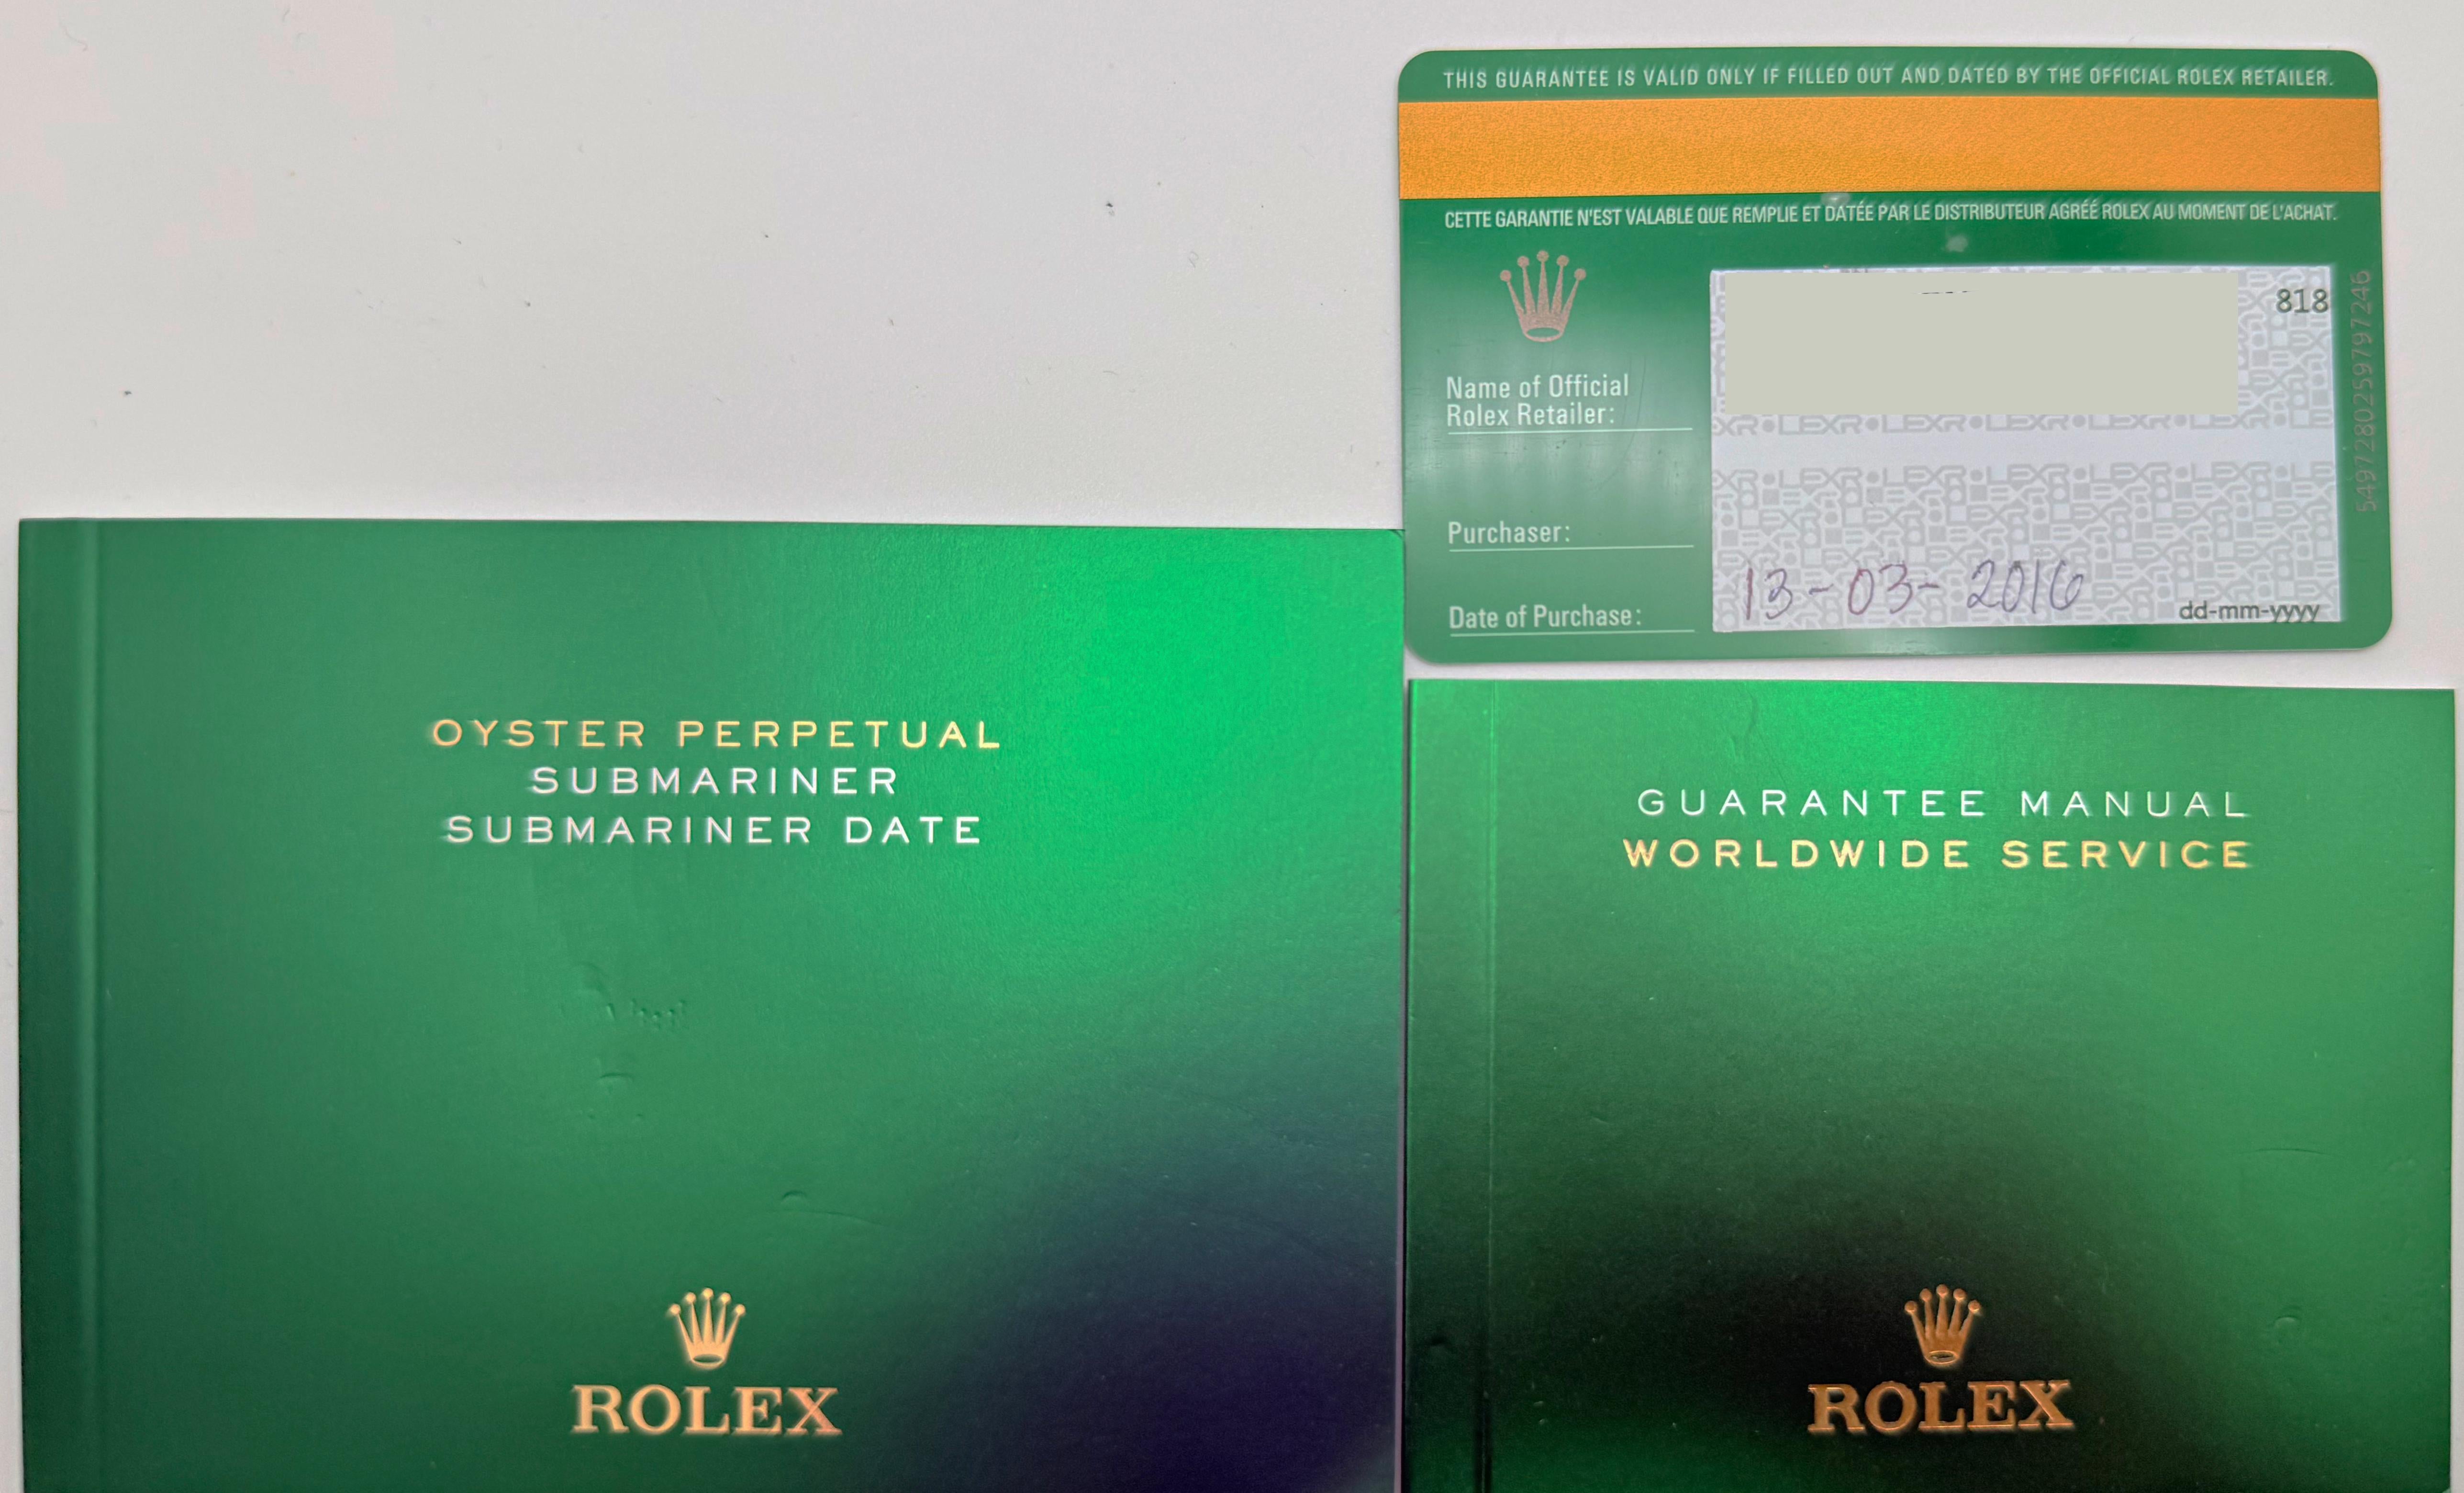 THIS GUARANTEE IS VALID ONLY IF FILLED OUT AND DATED BY THE OFFICIAL ROLEX RETAILER.
CETTE GARANTIE N'EST VALABLE QUE REMPLIE ET DATÉE PAR LE DISTRIBUTEUR AGRÉÉ ROLEX AU MOMENT DE L'ACHAT.
818
5497280259797246
Name of Official
Rolex Retailer:
Purchaser:
Date of Purchase:
13-03-2016
dd-mm-yyyy
OYSTER PERPETUAL
SUBMARINER
SUBMARINER DATE
ROLEX
GUARANTEE MANUAL
WORLDWIDE SERVICE
ROLEX